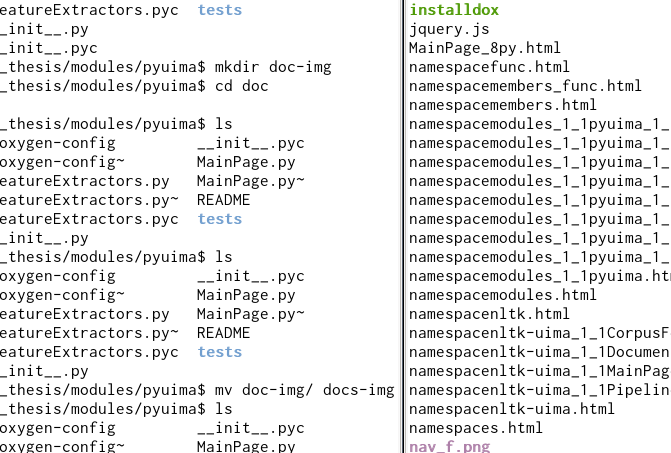 eatureExtractors.pyc tests
_init__.py
_init__.pyc
_thesis/modules/pyuima$ mkdir doc-img
_thesis/modules/pyuima$ cd doc
_thesis/modules/pyuima$ ls
oxygen-config __init__.pyc
oxygen-config~ MainPage.py
eatureExtractors.py MainPage.py~
eatureExtractors.py~ README
eatureExtractors.pyc tests
_init__.py
_thesis/modules/pyuima$ ls
oxygen-config __init__.pyc
oxygen-config~ MainPage.py
eatureExtractors.py MainPage.py~
eatureExtractors.py~ README
eatureExtractors.pyc tests
_init__.py
_thesis/modules/pyuima$ mv doc-img/ docs-img
_thesis/modules/pyuima$ ls
oxygen-config __init__.pyc
oxygen-config~ MainPage.py
installdox
jquery.js
MainPage_8py.html
namespacefunc.html
namespacemembers_func.html
namespacemembers.html
namespacemodules_1_1pyuima_1_
namespacemodules_1_1pyuima_1_
namespacemodules_1_1pyuima_1_
namespacemodules_1_1pyuima_1_
namespacemodules_1_1pyuima_1_
namespacemodules_1_1pyuima_1_
namespacemodules_1_1pyuima_1_
namespacemodules_1_1pyuima_1_
namespacemodules_1_1pyuima.ht
namespacemodules.html
namespacenltk.html
namespacenltk-uima_1_1CorpusF
namespacenltk-uima_1_1Documen
namespacenltk-uima_1_1MainPag
namespacenltk-uima_1_1Pipelin
namespacenltk-uima.html
namespaces.html
nav_f.png